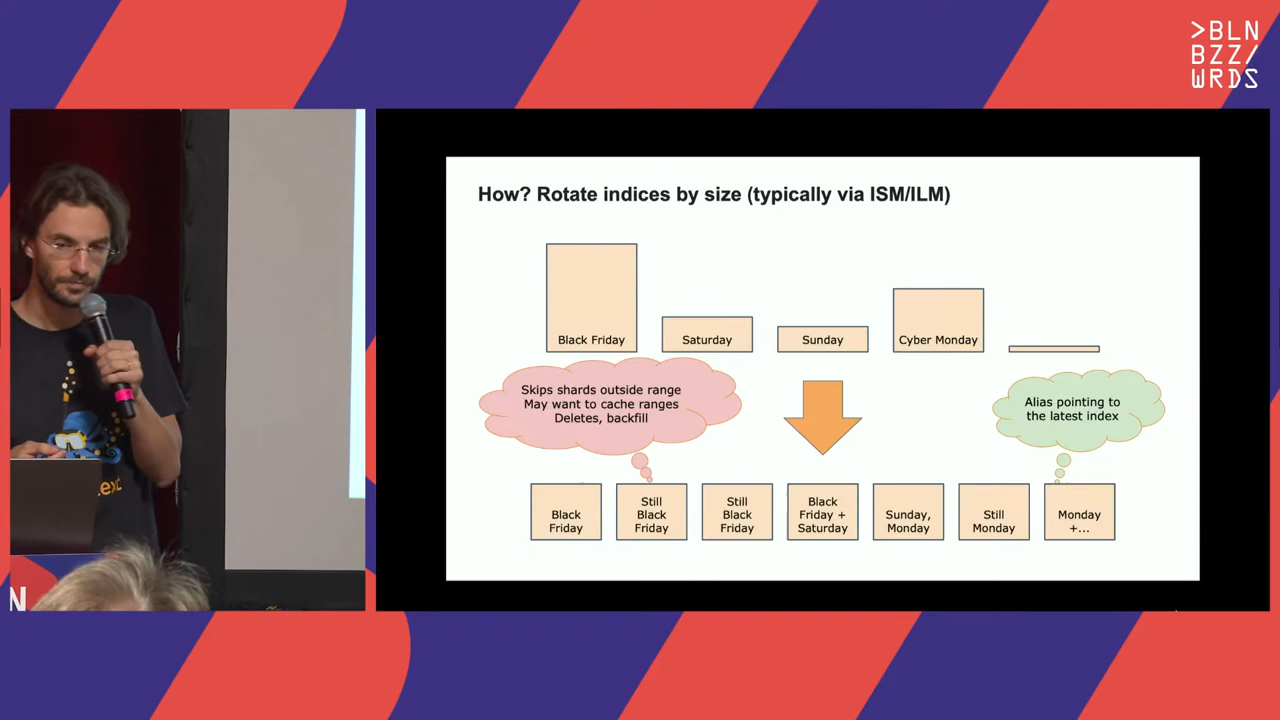 >BLN
BZZ/
WRDS
How? Rotate indices by size (typically via ISM/ILM)
Black Friday
Saturday
Sunday
Cyber Monday
Skips shards outside range
May want to cache ranges
Deletes, backfill
Alias pointing to
the latest index
Black
Friday
Still
Black
Friday
Still
Black
Friday
Black
Friday +
Saturday
Sunday,
Monday
Still
Monday
Monday
+...
N